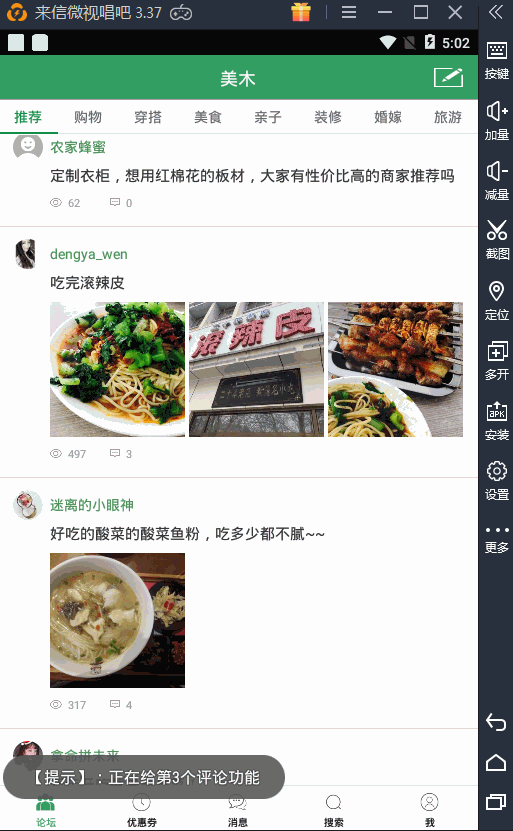 来信微视唱吧 3.37
5:02
美木
推荐 购物 穿搭 美食 亲子 装修 婚嫁 旅游
农家蜂蜜
定制衣柜，想用红棉花的板材，大家有性价比高的商家推荐吗
62 0
dengya_wen
吃完滚辣皮
滚辣皮
497 3
迷离的小眼神
好吃的酸菜的酸菜鱼粉，吃多少都不腻~~
317 4
拿命拼未来
【提示】：正在给第3个评论功能
论坛 优惠券 消息 搜索 我
按键
加量
减量
截图
定位
多开
APK
安装
设置
更多